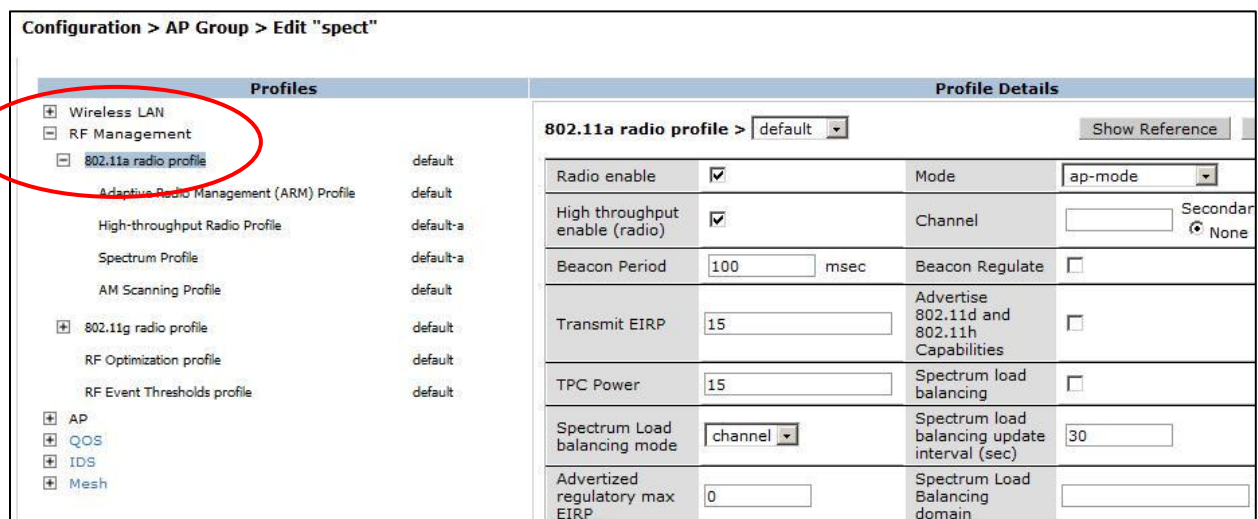 Configuration > AP Group > Edit "spect"
Profiles
Wireless LAN
RF Management
802.11a radio profile default
Adaptive Radio Management (ARM) Profile default
High-throughput Radio Profile default-a
Spectrum Profile default-a
AM Scanning Profile default
802.11g radio profile default
RF Optimization profile default
RF Event Thresholds profile default
AP
QOS
IDS
Mesh
Profile Details
802.11a radio profile > default Show Reference
Radio enable Mode ap-mode
High throughput
enable (radio)
Channel
Secondar
None
Beacon Period 100 msec Beacon Regulate
Transmit EIRP 15
Advertise
802.11d and
802.11h
Capabilities
TPC Power 15
Spectrum load
balancing
Spectrum Load
balancing mode
channel
Spectrum load
balancing update
interval (sec)
30
Advertized
regulatory max
EIRP
0
Spectrum Load
Balancing
domain